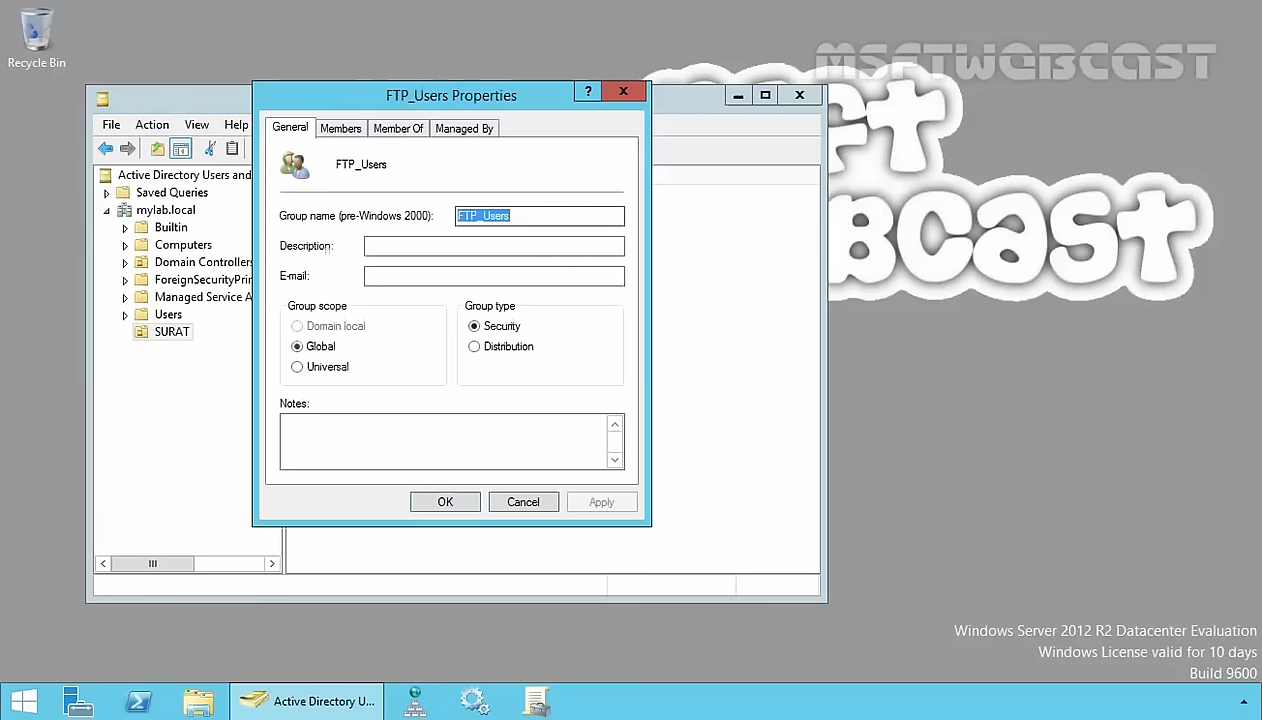 Recycle Bin
MSFTWEBCAST
ft
BCast
FTP_Users Properties
?
File Action View Help
General Members Member Of Managed By
Active Directory Users and
Saved Queries
mylab.local
Builtin
Computers
Domain Controllers
ForeignSecurityPrin
Managed Service A
Users
SURAT
FTP_Users
Group name (pre-Windows 2000): FTP_Users
Description:
E-mail:
Group scope
Domain local
Global
Universal
Group type
Security
Distribution
Notes:
OK Cancel Apply
Windows Server 2012 R2 Datacenter Evaluation
Windows License valid for 10 days
Build 9600
Active Directory U...